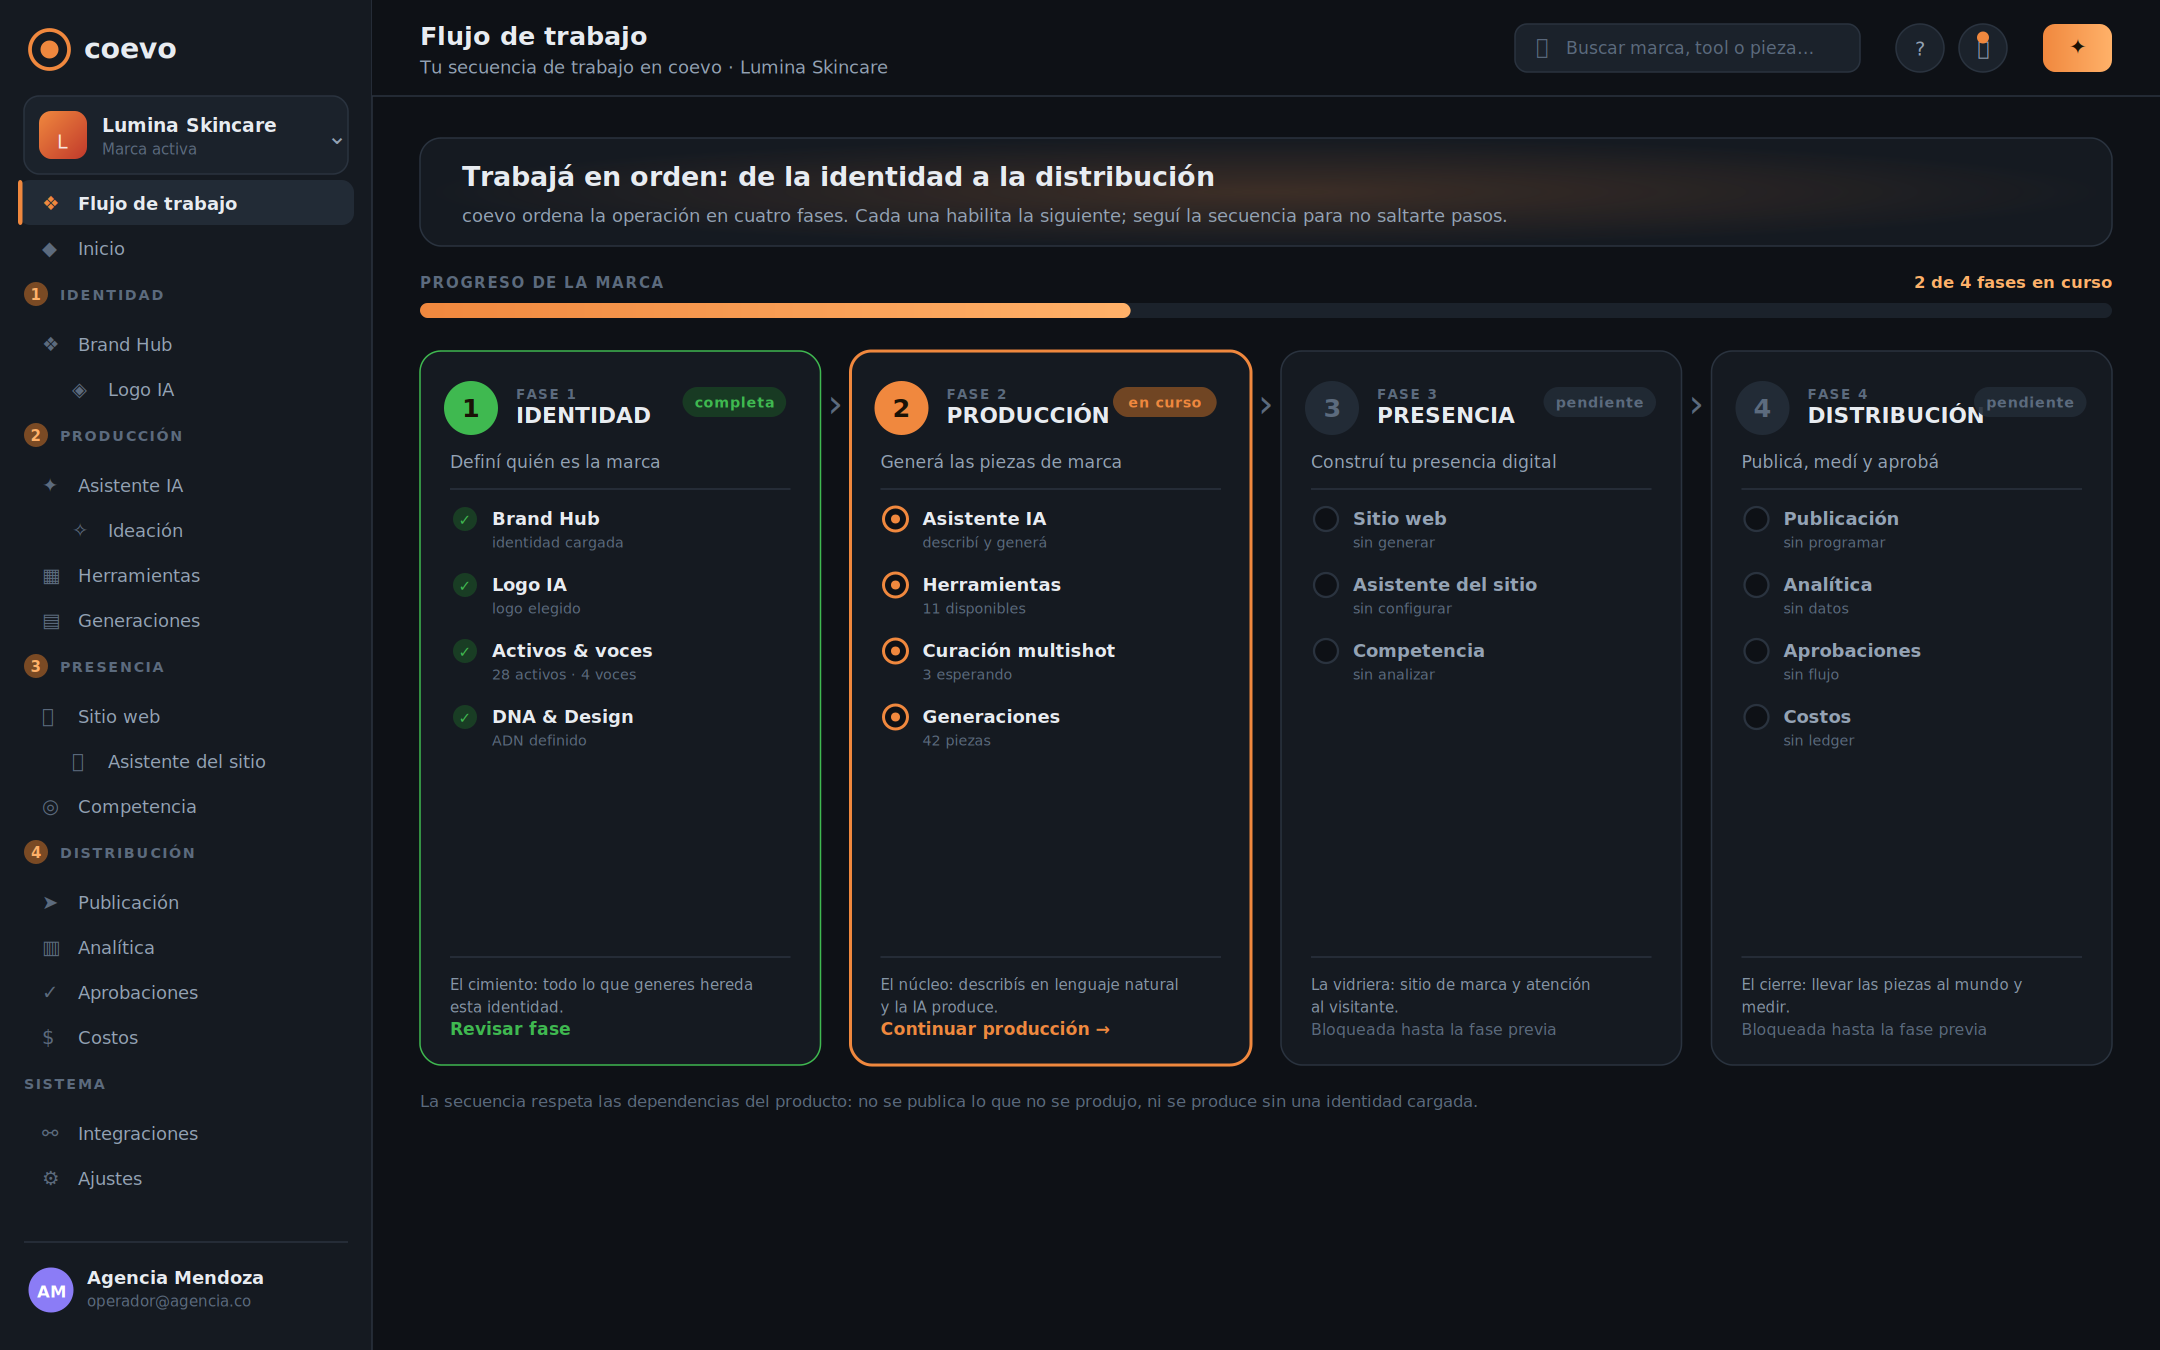 coevo
L
Lumina Skincare
Marca activa
Flujo de trabajo
Inicio
1 IDENTIDAD
Brand Hub
Logo IA
2 PRODUCCIÓN
Asistente IA
Ideación
Herramientas
Generaciones
3 PRESENCIA
Sitio web
Asistente del sitio
Competencia
4 DISTRIBUCIÓN
Publicación
Analítica
Aprobaciones
$ Costos
SISTEMA
Integraciones
Ajustes
AM
Agencia Mendoza
operador@agencia.co
Flujo de trabajo
Tu secuencia de trabajo en coevo · Lumina Skincare
Buscar marca, tool o pieza...
?
Trabajá en orden: de la identidad a la distribución
coevo ordena la operación en cuatro fases. Cada una habilita la siguiente; seguí la secuencia para no saltarte pasos.
PROGRESO DE LA MARCA
2 de 4 fases en curso
1
FASE 1
IDENTIDAD
completa
Definí quién es la marca
Brand Hub
identidad cargada
Logo IA
logo elegido
Activos & voces
28 activos · 4 voces
DNA & Design
ADN definido
El cimiento: todo lo que generes hereda
esta identidad.
Revisar fase
2
FASE 2
PRODUCCIÓN
en curso
Generá las piezas de marca
Asistente IA
describí y generá
Herramientas
11 disponibles
Curación multishot
3 esperando
Generaciones
42 piezas
El núcleo: describís en lenguaje natural
y la IA produce.
Continuar producción →
3
FASE 3
PRESENCIA
pendiente
Construí tu presencia digital
Sitio web
sin generar
Asistente del sitio
sin configurar
Competencia
sin analizar
La vidriera: sitio de marca y atención
al visitante.
Bloqueada hasta la fase previa
4
FASE 4
DISTRIBUCIÓN
pendiente
Publicá, medí y aprobá
Publicación
sin programar
Analítica
sin datos
Aprobaciones
sin flujo
Costos
sin ledger
El cierre: llevar las piezas al mundo y
medir.
Bloqueada hasta la fase previa
La secuencia respeta las dependencias del producto: no se publica lo que no se produjo, ni se produce sin una identidad cargada.